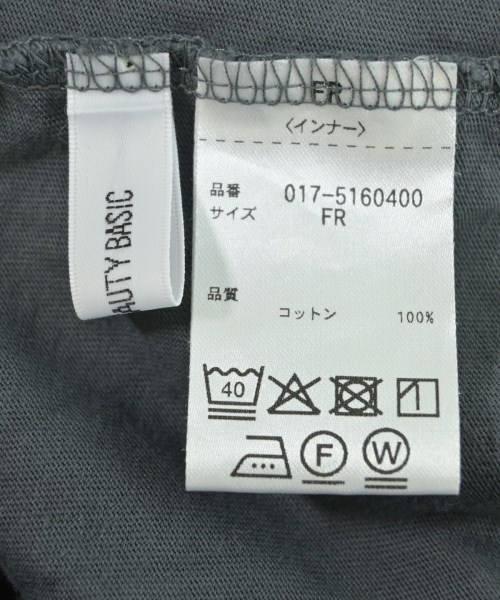 AUTY BASIC
FR
〈インナー〉
品番 017-5160400
サイズ FR
品質
コットン 100%
40
F W